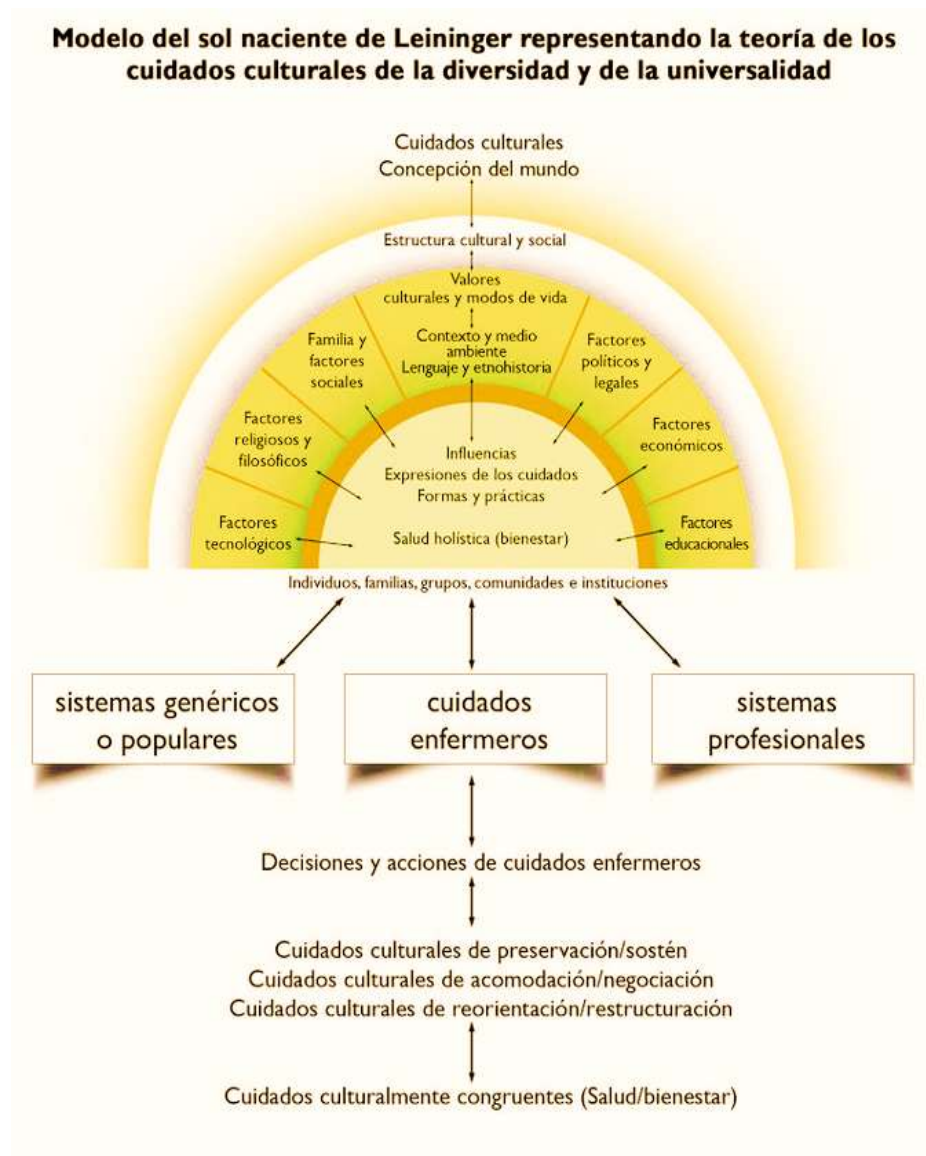 Modelo del sol naciente de Leininger representando la teoría de los
cuidados culturales de la diversidad y de la universalidad
Cuidados culturales
Concepción del mundo
Estructura cultural y social
Valores
culturales y modos de vida
Contexto y medio
ambiente
Lenguaje y etnohistoria
Familia y
factores
sociales
Factores
políticos y
legales
Factores
religiosos y
filosóficos
Factores
económicos
Factores
tecnológicos
Factores
educacionales
Influencias
Expresiones de los cuidados
Formas y prácticas
Salud holística (bienestar)
Individuos, familias, grupos, comunidades e instituciones
sistemas genéricos
o populares
cuidados
enfermeros
sistemas
profesionales
Decisiones y acciones de cuidados enfermeros
Cuidados culturales de preservación/sostén
Cuidados culturales de acomodación/negociación
Cuidados culturales de reorientación/restructuración
Cuidados culturalmente congruentes (Salud/bienestar)